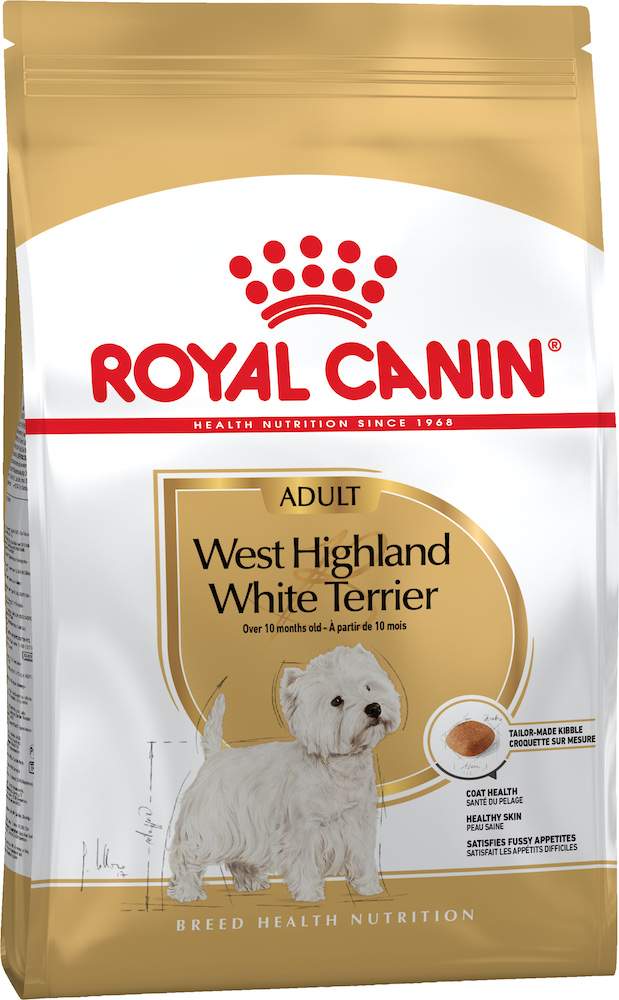 ROYAL CANIN®
HEALTH NUTRITION SINCE 1968
ADULT
West Highland
White Terrier
Over 10 months old - À partir de 10 mois
TAILOR-MADE KIBBLE
CROQUETTE SUR MESURE
COAT HEALTH
SANTÉ DU PELAGE
HEALTHY SKIN
PEAU SAINE
SATISFIES FUSSY APPETITES
SATISFAIT LES APPÉTITS DIFFICILES
BREED HEALTH NUTRITION